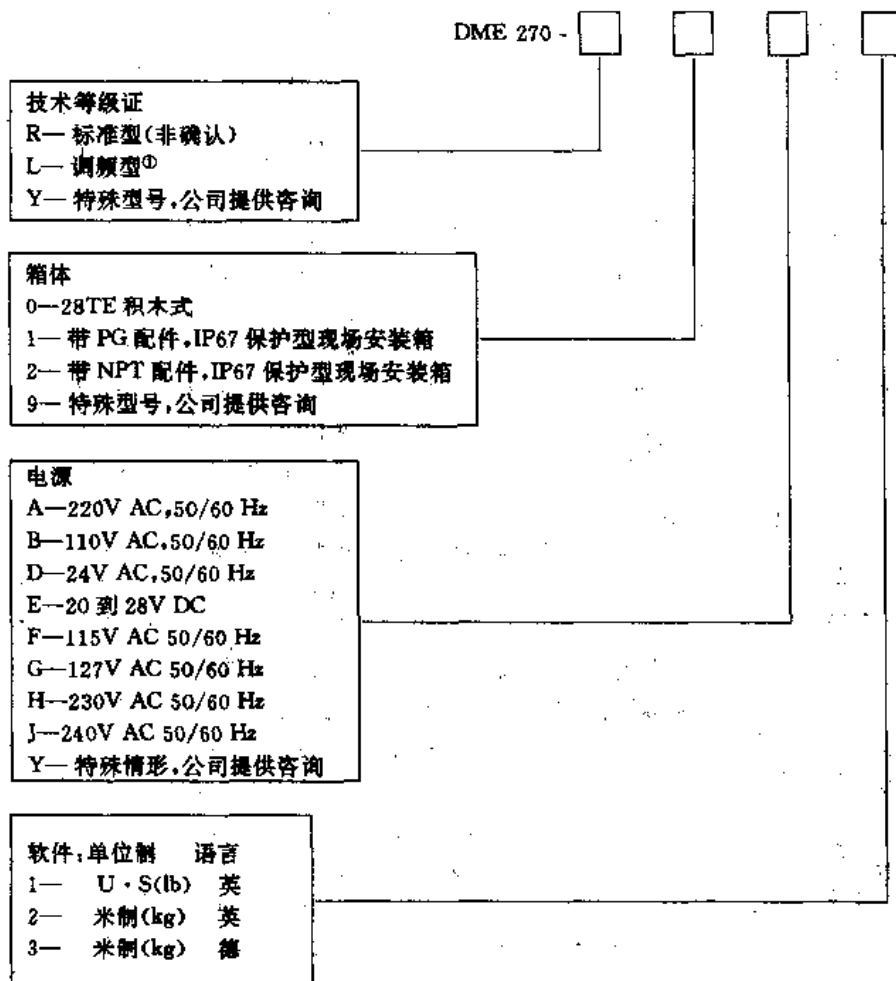 DME 270 -
技术等级证
R— 标准型(非确认)
L— 调频型①
Y— 特殊型号,公司提供咨询
箱体
0—28TE 积木式
1— 带 PG 配件,IP67 保护型现场安装箱
2— 带 NPT 配件,IP67 保护型现场安装箱
9— 特殊型号,公司提供咨询
电源
A—220V AC,50/60 Hz
B—110V AC,50/60 Hz
D—24V AC,50/60 Hz
E—20 到 28V DC
F—115V AC 50/60 Hz
G—127V AC 50/60 Hz
H—230V AC 50/60 Hz
J—240V AC 50/60 Hz
Y— 特殊情形,公司提供咨询
软件:单位制 语言
1— U·S(lb) 英
2— 米制(kg) 英
3— 米制(kg) 德